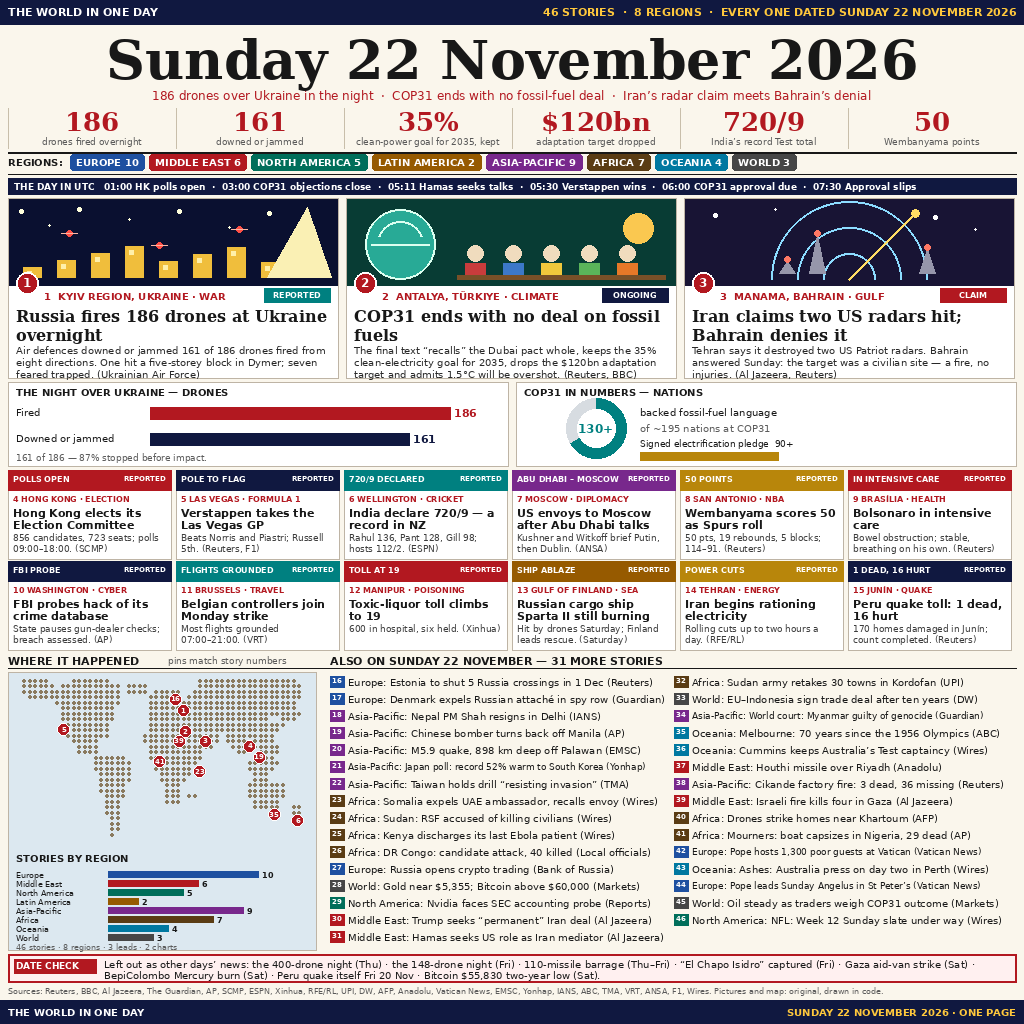 THE WORLD IN ONE DAY
46 STORIES · 8 REGIONS · EVERY ONE DATED SUNDAY 22 NOVEMBER 2026
Sunday 22 November 2026
186 drones over Ukraine in the night · COP31 ends with no fossil-fuel deal · Iran's radar claim meets Bahrain's denial
186
drones fired overnight
161
downed or jammed
35%
clean-power goal for 2035, kept
$120bn
adaptation target dropped
720/9
India's record Test total
50
Wembanyama points
REGIONS: EUROPE 10 MIDDLE EAST 6 NORTH AMERICA 5 LATIN AMERICA 2 ASIA-PACIFIC 9 AFRICA 7 OCEANIA 4 WORLD 3
THE DAY IN UTC 01:00 HK polls open · 03:00 COP31 objections close · 05:11 Hamas seeks talks · 05:30 Verstappen wins · 06:00 COP31 approval due · 07:30 Approval slips
1
1 KYIV REGION, UKRAINE · WAR
REPORTED
Russia fires 186 drones at Ukraine
overnight
Air defences downed or jammed 161 of 186 drones fired from
eight directions. One hit a five-storey block in Dymer; seven
feared trapped. (Ukrainian Air Force)
2
2 ANTALYA, TÜRKIYE · CLIMATE
ONGOING
COP31 ends with no deal on fossil
fuels
The final text “recalls” the Dubai pact whole, keeps the 35%
clean-electricity goal for 2035, drops the $120bn adaptation
target and admits 1.5°C will be overshot. (Reuters, BBC)
3
3 MANAMA, BAHRAIN · GULF
CLAIM
Iran claims two US radars hit;
Bahrain denies it
Tehran says it destroyed two US Patriot radars. Bahrain
answered Sunday: the target was a civilian site — a fire, no
injuries. (Al Jazeera, Reuters)
THE NIGHT OVER UKRAINE — DRONES
Fired
186
Downed or jammed
161
161 of 186 — 87% stopped before impact.
COP31 IN NUMBERS — NATIONS
130+
backed fossil-fuel language
of ~195 nations at COP31
Signed electrification pledge 90+
POLLS OPEN REPORTED
4 HONG KONG · ELECTION
Hong Kong elects its
Election Committee
856 candidates, 723 seats; polls
09:00–18:00. (SCMP)
POLE TO FLAG REPORTED
5 LAS VEGAS · FORMULA 1
Verstappen takes the
Las Vegas GP
Beats Norris and Piastri; Russell
5th. (Reuters, F1)
720/9 DECLARED REPORTED
6 WELLINGTON · CRICKET
India declare 720/9 — a
record in NZ
Rahul 136, Pant 128, Gill 98;
hosts 112/2. (ESPN)
ABU DHABI – MOSCOW REPORTED
7 MOSCOW · DIPLOMACY
US envoys to Moscow
after Abu Dhabi talks
Kushner and Witkoff brief Putin,
then Dublin. (ANSA)
50 POINTS REPORTED
8 SAN ANTONIO · NBA
Wembanyama scores 50
as Spurs roll
50 pts, 19 rebounds, 5 blocks;
114–91. (Reuters)
IN INTENSIVE CARE REPORTED
9 BRASÍLIA · HEALTH
Bolsonaro in intensive
care
Bowel obstruction; stable,
breathing on his own. (Reuters)
FBI PROBE REPORTED
10 WASHINGTON · CYBER
FBI probes hack of its
crime database
State pauses gun-dealer checks;
breach assessed. (AP)
FLIGHTS GROUNDED REPORTED
11 BRUSSELS · TRAVEL
Belgian controllers join
Monday strike
Most flights grounded
07:00–21:00. (VRT)
TOLL AT 19 REPORTED
12 MANIPUR · POISONING
Toxic-liquor toll climbs
to 19
600 in hospital, six held. (Xinhua)
SHIP ABLAZE REPORTED
13 GULF OF FINLAND · SEA
Russian cargo ship
Sparta II still burning
Hit by drones Saturday; Finland
leads rescue. (Saturday)
POWER CUTS REPORTED
14 TEHRAN · ENERGY
Iran begins rationing
electricity
Rolling cuts up to two hours a
day. (RFE/RL)
1 DEAD, 16 HURT REPORTED
15 JUNÍN · QUAKE
Peru quake toll: 1 dead,
16 hurt
170 homes damaged in Junín;
count completed. (Reuters)
WHERE IT HAPPENED pins match story numbers
16
1
5
2
3
4
19
41
23
35
6
STORIES BY REGION
Europe 10
Middle East 6
North America 5
Latin America 2
Asia-Pacific 9
Africa 7
Oceania 4
World 3
46 stories · 8 regions · 3 leads · 2 charts
ALSO ON SUNDAY 22 NOVEMBER — 31 MORE STORIES
16 Europe: Estonia to shut 5 Russia crossings in 1 Dec (Reuters)
17 Europe: Denmark expels Russian attaché in spy row (Guardian)
18 Asia-Pacific: Nepal PM Shah resigns in Delhi (IANS)
19 Asia-Pacific: Chinese bomber turns back off Manila (AP)
20 Asia-Pacific: M5.9 quake, 898 km deep off Palawan (EMSC)
21 Asia-Pacific: Japan poll: record 52% warm to South Korea (Yonhap)
22 Asia-Pacific: Taiwan holds drill “resisting invasion” (TMA)
23 Africa: Somalia expels UAE ambassador, recalls envoy (Wires)
24 Africa: Sudan: RSF accused of killing civilians (Wires)
25 Africa: Kenya discharges its last Ebola patient (Wires)
26 Africa: DR Congo: candidate attack, 40 killed (Local officials)
27 Europe: Russia opens crypto trading (Bank of Russia)
28 World: Gold near $5,355; Bitcoin above $60,000 (Markets)
29 North America: Nvidia faces SEC accounting probe (Reports)
30 Middle East: Trump seeks “permanent” Iran deal (Al Jazeera)
31 Middle East: Hamas seeks US role as Iran mediator (Al Jazeera)
32 Africa: Sudan army retakes 30 towns in Kordofan (UPI)
33 World: EU–Indonesia sign trade deal after ten years (DW)
34 Asia-Pacific: World court: Myanmar guilty of genocide (Guardian)
35 Oceania: Melbourne: 70 years since the 1956 Olympics (ABC)
36 Oceania: Cummins keeps Australia's Test captaincy (Wires)
37 Middle East: Houthi missile over Riyadh (Anadolu)
38 Asia-Pacific: Cikande factory fire: 3 dead, 36 missing (Reuters)
39 Middle East: Israeli fire kills four in Gaza (Al Jazeera)
40 Africa: Drones strike homes near Khartoum (AFP)
41 Africa: Mourners: boat capsizes in Nigeria, 29 dead (AP)
42 Europe: Pope hosts 1,300 poor guests at Vatican (Vatican News)
43 Oceania: Ashes: Australia press on day two in Perth (Wires)
44 Europe: Pope leads Sunday Angelus in St Peter's (Vatican News)
45 World: Oil steady as traders weigh COP31 outcome (Markets)
46 North America: NFL: Week 12 Sunday slate under way (Wires)
DATE CHECK
Left out as other days' news: the 400-drone night (Thu) · the 148-drone night (Fri) · 110-missile barrage (Thu–Fri) · “El Chapo Isidro” captured (Fri) · Gaza aid-van strike (Sat) ·
BepiColombo Mercury burn (Sat) · Peru quake itself Fri 20 Nov · Bitcoin $55,830 two-year low (Sat).
Sources: Reuters, BBC, Al Jazeera, The Guardian, AP, SCMP, ESPN, Xinhua, RFE/RL, UPI, DW, AFP, Anadolu, Vatican News, EMSC, Yonhap, IANS, ABC, TMA, VRT, ANSA, F1, Wires. Pictures and map: original, drawn in code.
THE WORLD IN ONE DAY
SUNDAY 22 NOVEMBER 2026 · ONE PAGE